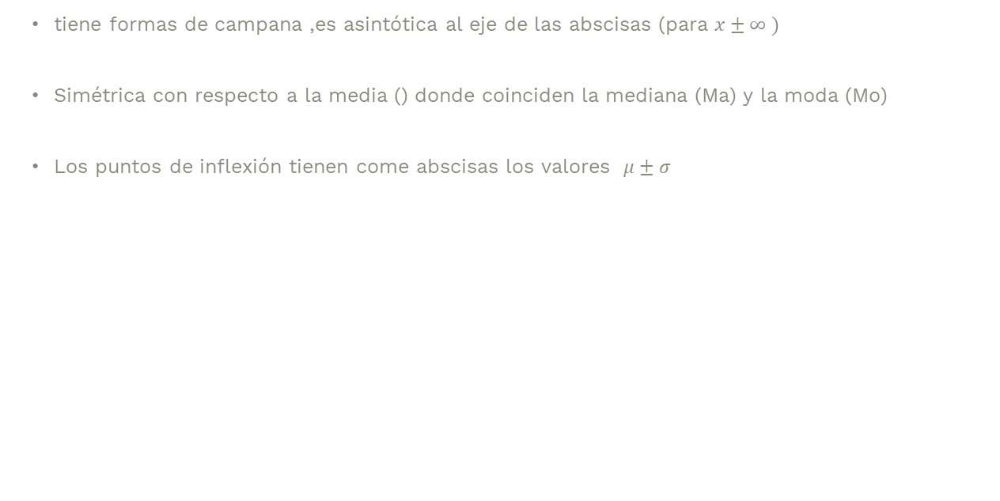 • tiene formas de campana ,es asintótica al eje de las abscisas (para x ± ∞ )
• Simétrica con respecto a la media () donde coinciden la mediana (Ma) y la moda (Mo)
• Los puntos de inflexión tienen come abscisas los valores μ ± σ